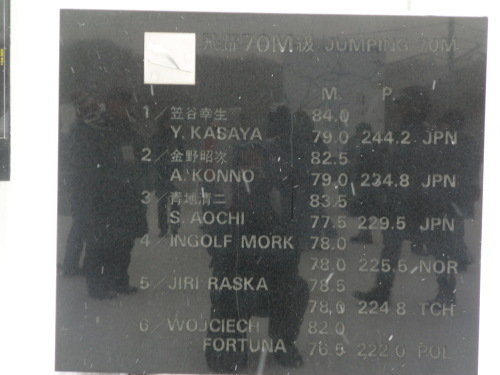 飛躍70M級 JUMPING 70M
M. P.
1 笠谷幸生 84.0
Y. KASAYA 79.0 244.2 JPN
2 金野昭次 82.5
A. KONNO 79.0 234.8 JPN
3 青地清二 83.5
S. AOCHI 77.5 229.5 JPN
4 INGOLF MORK 78.0
78.0 225.5 NOR
5 JIRI RASKA 78.5
78.0 224.8 TCH
6 WOJCIECH 82.0
FORTUNA 76.5 222.0 POL